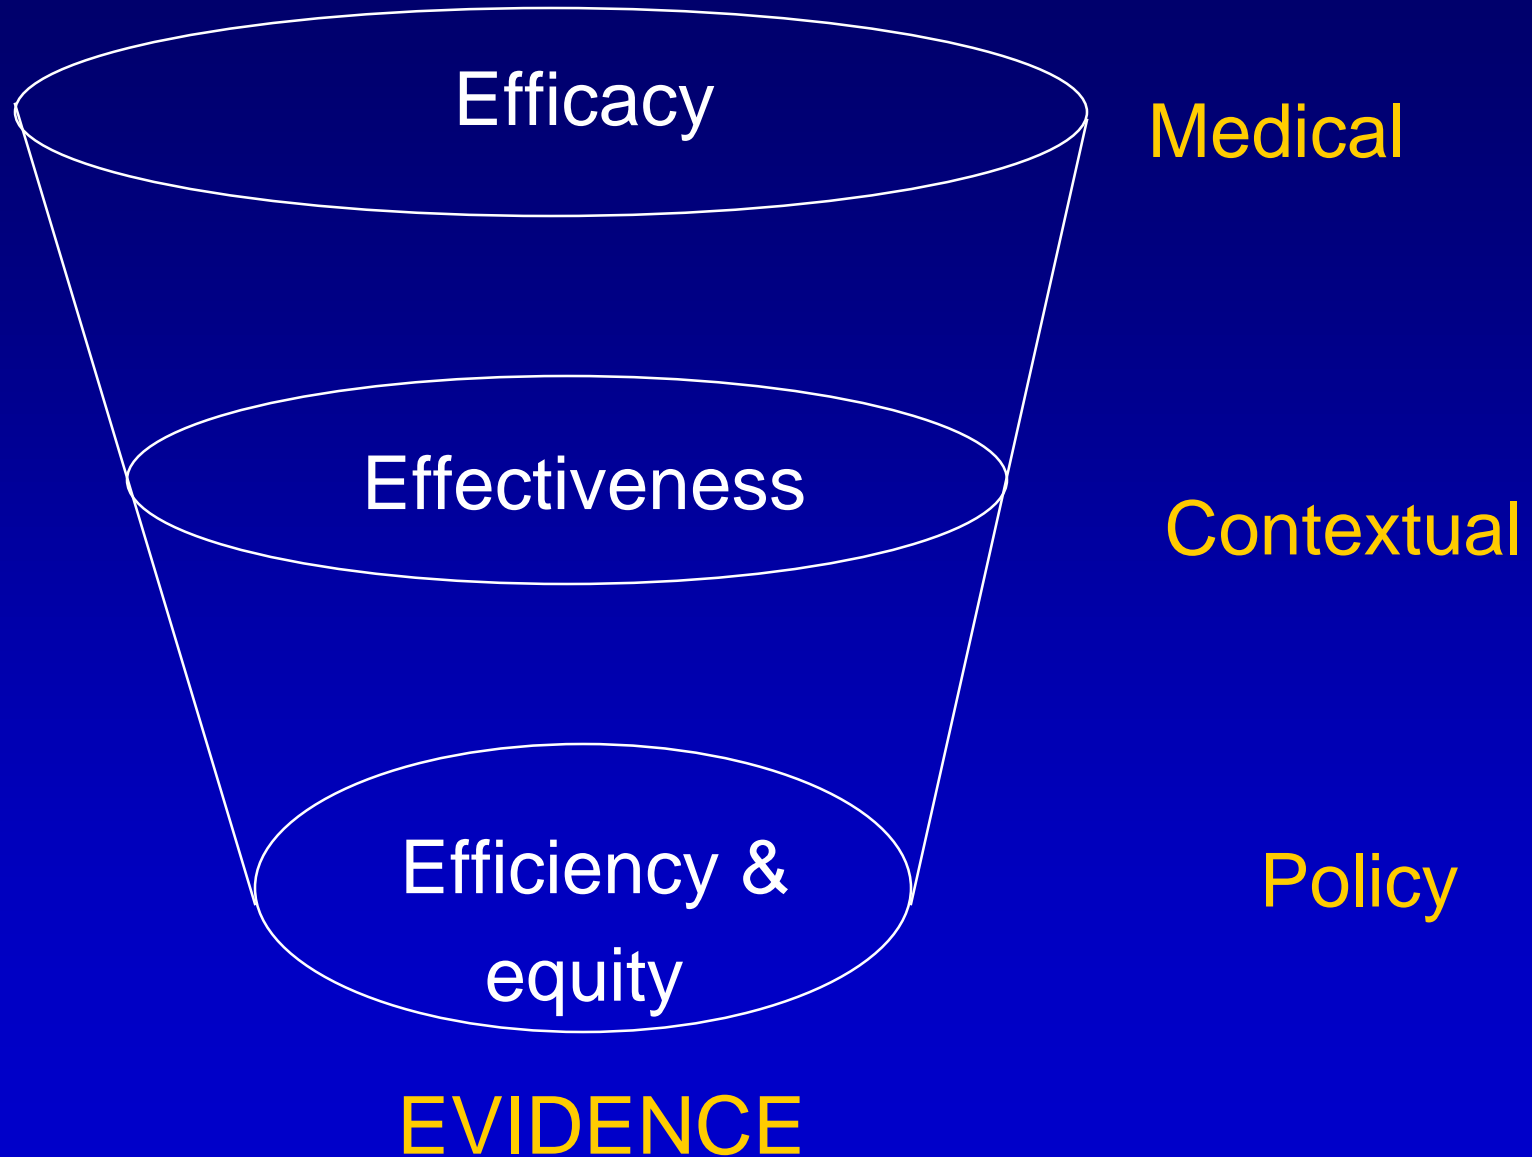 Efficacy
Medical
Effectiveness
Contextual
Efficiency &
equity
Policy
EVIDENCE